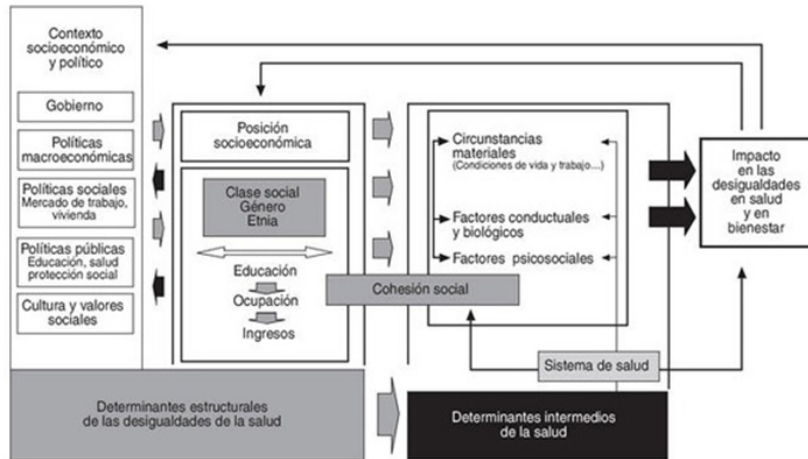 Contexto
socioeconómico
y político
Gobierno
Políticas
macroeconómicas
Políticas sociales
Mercado de trabajo,
vivienda
Políticas públicas
Educación, salud
protección social
Cultura y valores
sociales
Posición
socioeconómica
Clase social
Género
Etnia
Educación
Ocupación
Ingresos
Cohesión social
Circunstancias
materiales
(Condiciones de vida y trabajo...)
Factores conductuales
y biológicos
Factores psicosociales
Sistema de salud
Impacto
en las
desigualdades
en salud
y en
bienestar
Determinantes estructurales
de las desigualdades de la salud
Determinantes intermedios
de la salud